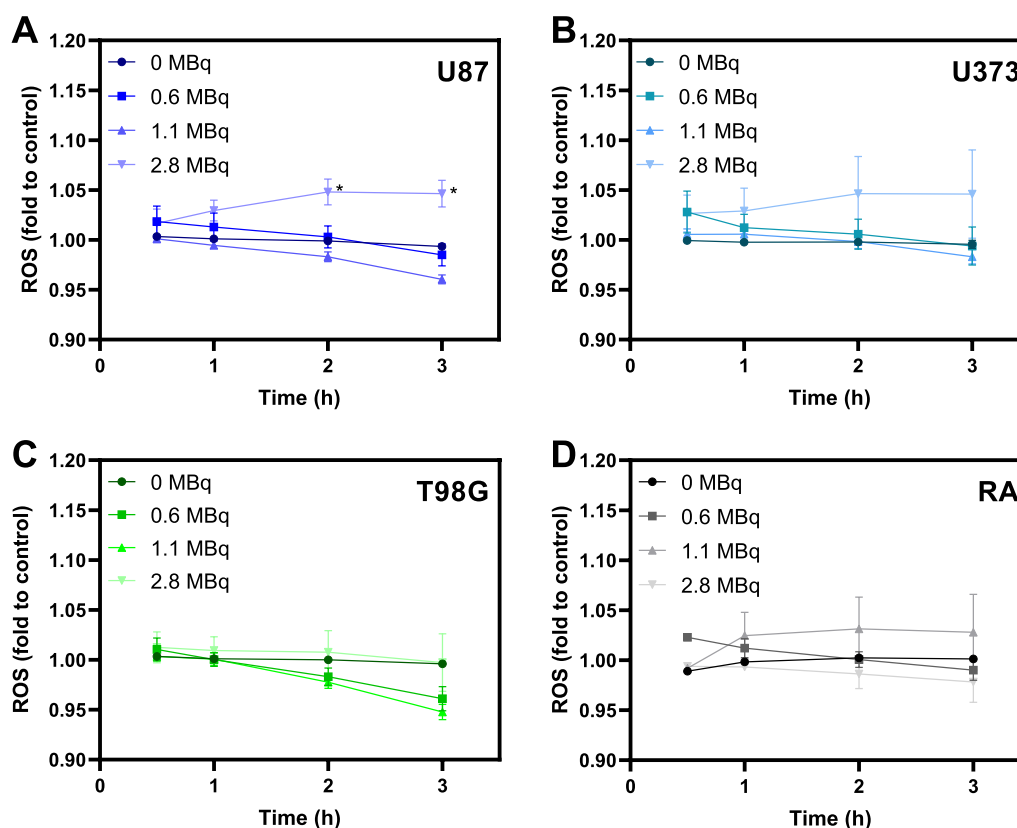 A
U87
ROS (fold to control)
1.20
1.15
1.10
1.05
1.00
0.95
0.90
0 MBq
0.6 MBq
1.1 MBq
2.8 MBq
*
*
0
1
2
3
Time (h)
B
U373
ROS (fold to control)
1.20
1.15
1.10
1.05
1.00
0.95
0.90
0 MBq
0.6 MBq
1.1 MBq
2.8 MBq
0
1
2
3
Time (h)
C
T98G
ROS (fold to control)
1.20
1.15
1.10
1.05
1.00
0.95
0.90
0 MBq
0.6 MBq
1.1 MBq
2.8 MBq
0
1
2
3
Time (h)
D
RA
ROS (fold to control)
1.20
1.15
1.10
1.05
1.00
0.95
0.90
0 MBq
0.6 MBq
1.1 MBq
2.8 MBq
0
1
2
3
Time (h)